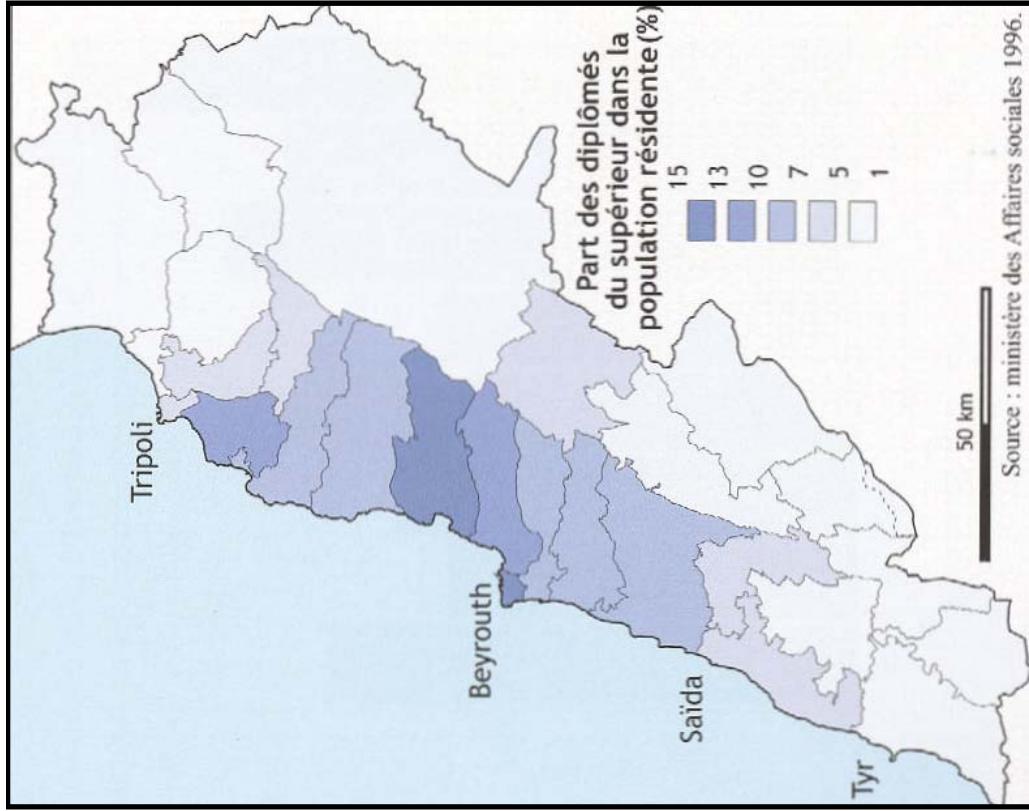 Tripoli
Beyrouth
Saïda
Tyr
Part des diplômés
du supérieur dans la
population résidente (%)
15
13
10
7
5
1
50 km
Source : ministère des Affaires sociales 1996.